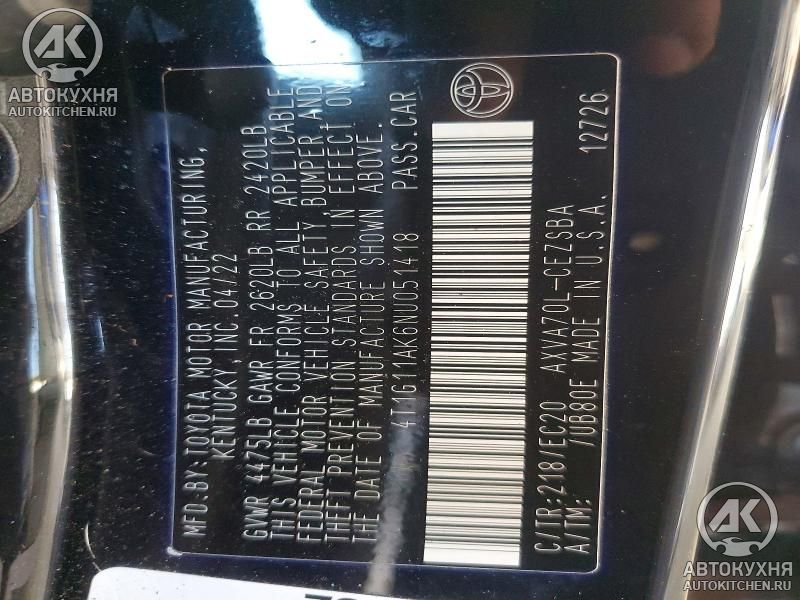 АК
АВТОКУХНЯ
AUTOKITCHEN.RU
MFD.BY:TOYOTA MOTOR MANUFACTURING,
KENTUCKY INC. 04/22
GVWR 4475LB GAWR FR 2620LB RR 2420LB
THIS VEHICLE CONFORMS TO ALL APPLICABLE
FEDERAL MOTOR VEHICLE SAFETY, BUMPER, AND
THEFT PREVENTION STANDARDS IN EFFECT ON
THE DATE OF MANUFACTURE SHOWN ABOVE.
4T1G11AK6NU051418 PASS.CAR
C/TR:218/EC20 AXVA70L-CEZSBA
A/TM: /UB80E MADE IN U.S.A. 12726
АК
АВТОКУХНЯ
AUTOKITCHEN.RU